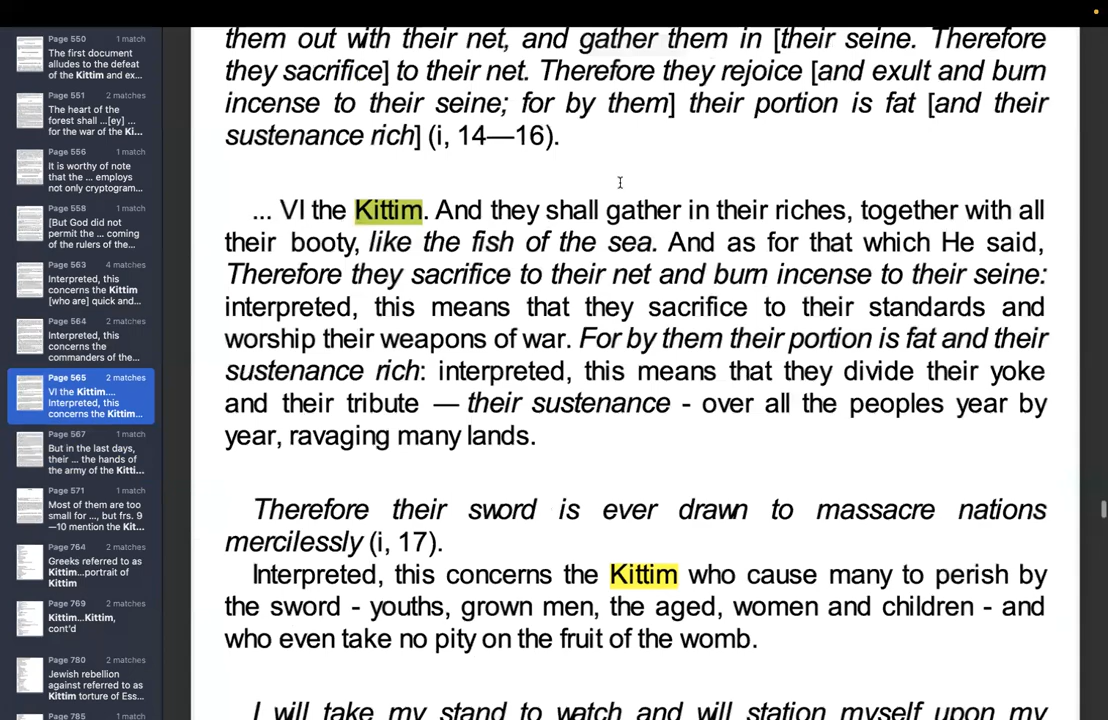 Page 550 1 match
The first document
alludes to the defeat
of the Kittim and ex...
Page 551 2 matches
The heart of the
forest shall ...[ey] ...
for the war of the Ki...
Page 556 1 match
It is worthy of note
that the ... employs
not only cryptogram...
Page 558 1 match
[But God did not
permit the ... coming
of the rulers of the...
Page 563 4 matches
Interpreted, this
concerns the Kittim
[who are] quick and...
Page 564 2 matches
Interpreted, this
concerns the
commanders of the...
Page 565 2 matches
VI the Kittim....
Interpreted, this
concerns the Kittim...
Page 567 1 match
But in the last days,
their ... the hands of
the army of the Kitti...
Page 571 1 match
Most of them are too
small for ..., but frs. 9
—10 mention the Kit...
Page 764 2 matches
Greeks referred to as
Kittim...portrait of
Kittim
Page 769 2 matches
Kittim...Kittim,
cont'd
Page 780 2 matches
Jewish rebellion
against referred to as
Kittim torture of Ess...
Page 785 1 match
them out with their net, and gather them in [their seine. Therefore
they sacrifice] to their net. Therefore they rejoice [and exult and burn
incense to their seine; for by them] their portion is fat [and their
sustenance rich] (i, 14—16).
... VI the Kittim. And they shall gather in their riches, together with all
their booty, like the fish of the sea. And as for that which He said,
Therefore they sacrifice to their net and burn incense to their seine:
interpreted, this means that they sacrifice to their standards and
worship their weapons of war. For by them their portion is fat and their
sustenance rich: interpreted, this means that they divide their yoke
and their tribute — their sustenance - over all the peoples year by
year, ravaging many lands.
Therefore their sword is ever drawn to massacre nations
mercilessly (i, 17).
Interpreted, this concerns the Kittim who cause many to perish by
the sword - youths, grown men, the aged, women and children - and
who even take no pity on the fruit of the womb.
I will take my stand to watch and will station myself upon my